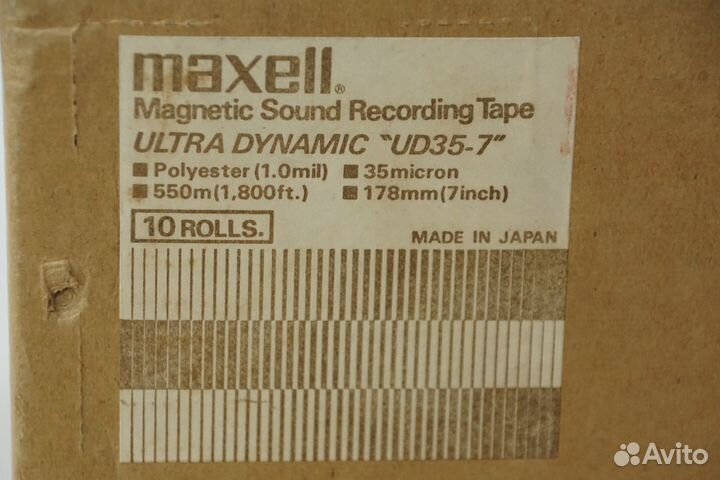 maxell®
Magnetic Sound Recording Tape
ULTRA DYNAMIC "UD35-7"
■ Polyester (1.0mil) ■ 35micron
■ 550m (1,800ft.) ■ 178mm (7inch)
10 ROLLS.
MADE IN JAPAN
Avito